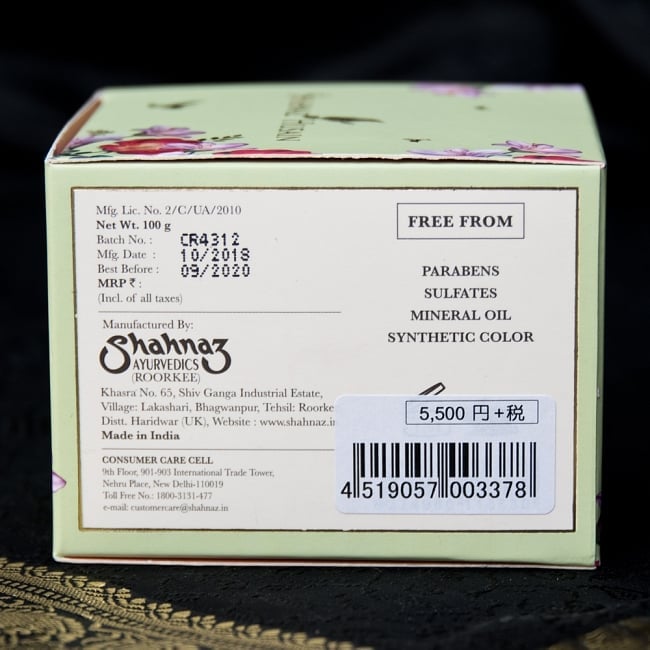 Mfg. Lic. No. 2/C/UA/2010
Net Wt. 100 g
Batch No. : CR4312
Mfg. Date : 10/2018
Best Before : 09/2020
MRP ₹ :
(Incl. of all taxes)
Manufactured By:
Shahnaz
AYURVEDICS
(ROORKEE)
Khasra No. 65, Shiv Ganga Industrial Estate,
Village: Lakashari, Bhagwanpur, Tehsil: Roorke
Distt. Haridwar (UK), Website : www.shahnaz.in
Made in India
CONSUMER CARE CELL
9th Floor, 901-903 International Trade Tower,
Nehru Place, New Delhi-110019
Toll Free No.: 1800-3131-477
e-mail: customercare@shahnaz.in
FREE FROM
PARABENS
SULFATES
MINERAL OIL
SYNTHETIC COLOR
5,500 円+税
4 519057 003378